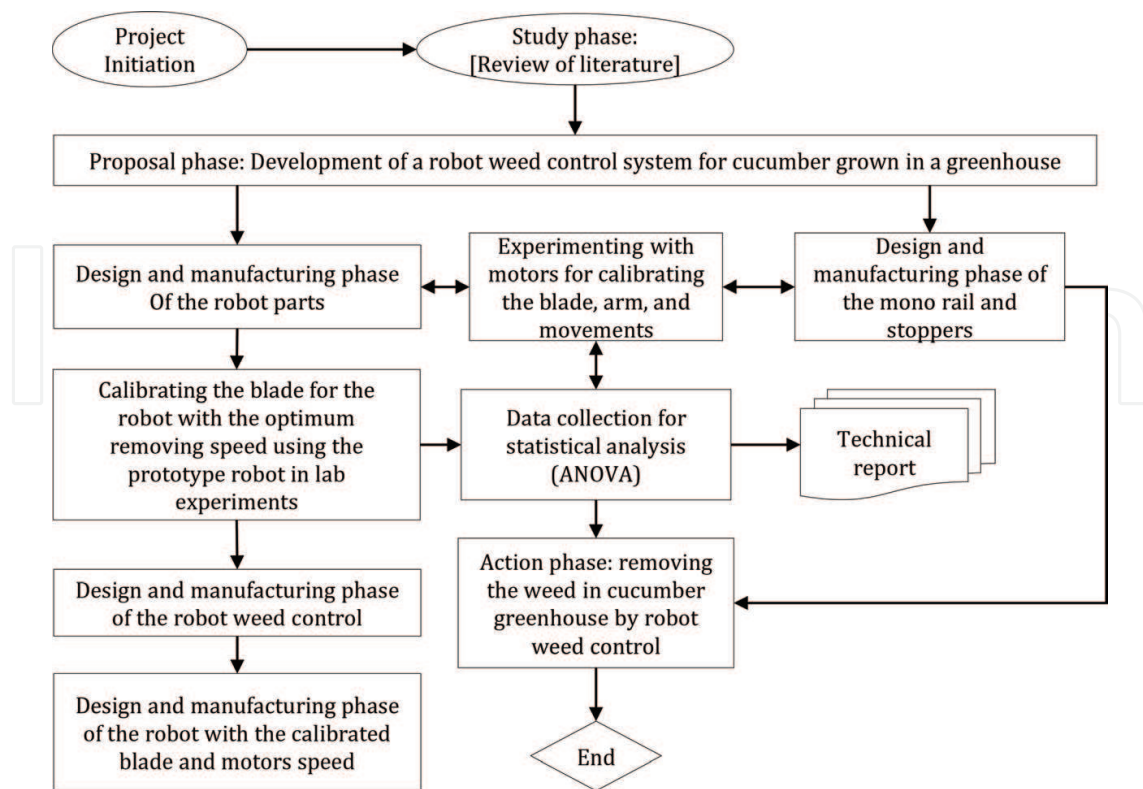 Project
Initiation
Study phase:
[Review of literature]
Proposal phase: Development of a robot weed control system for cucumber grown in a greenhouse
Design and manufacturing phase
Of the robot parts
Experimenting with
motors for calibrating
the blade, arm, and
movements
Design and
manufacturing phase of
the mono rail and
stoppers
Calibrating the blade for the
robot with the optimum
removing speed using the
prototype robot in lab
experiments
Data collection for
statistical analysis
(ANOVA)
Technical
report
Design and manufacturing phase
of the robot weed control
Action phase: removing
the weed in cucumber
greenhouse by robot
weed control
Design and manufacturing phase
of the robot with the calibrated
blade and motors speed
End